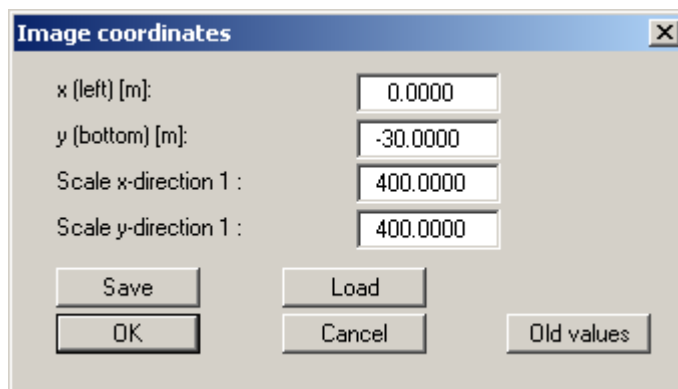 Image coordinates
x (left) [m]: 0.0000
y (bottom) [m]: -30.0000
Scale x-direction 1 : 400.0000
Scale y-direction 1 : 400.0000
Save Load
OK Cancel Old values